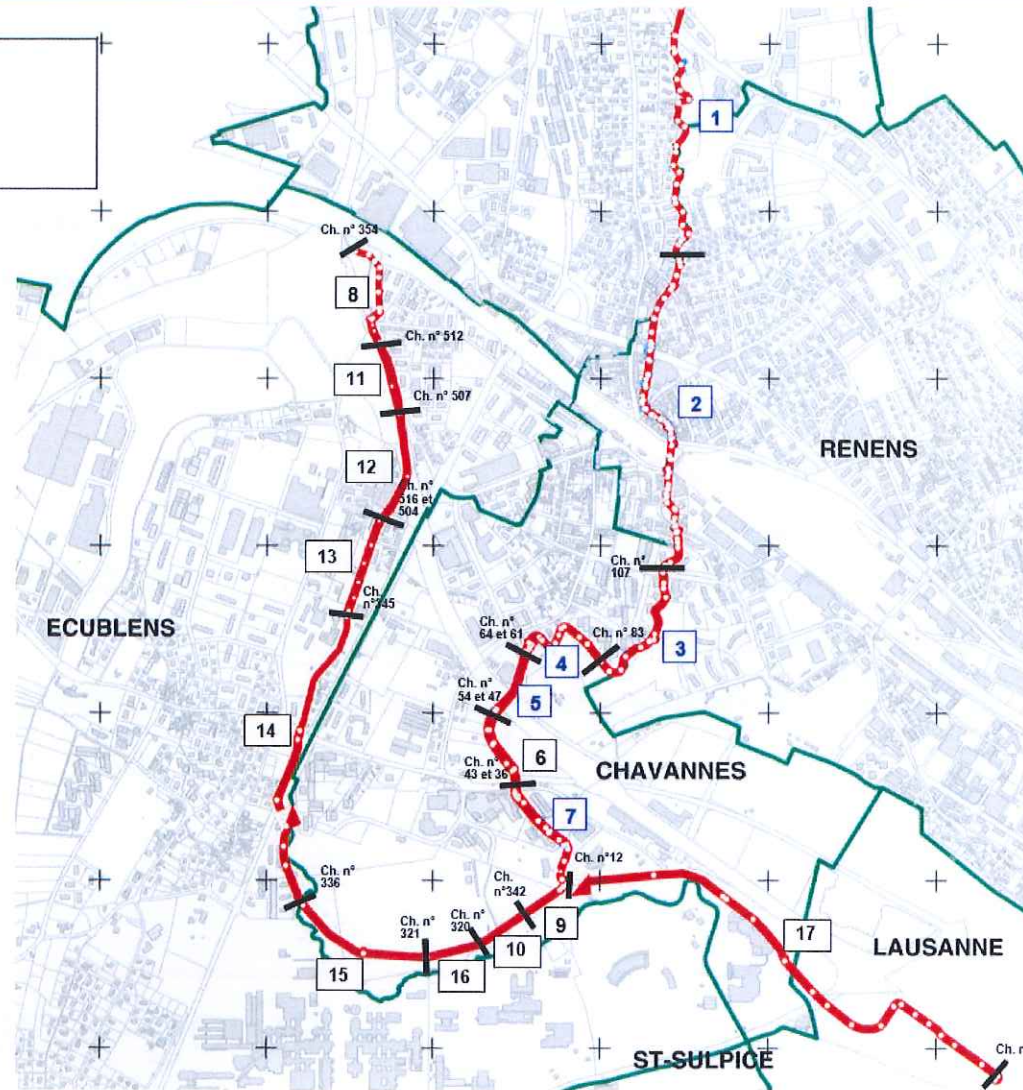 1
Ch. n° 354
8
Ch. n° 512
11
Ch. n° 507
2
RENENS
12
Ch. n°
516 et
504
13
Ch. n°
107
Ch.
n°345
ECUBLENS
Ch. n°
64 et 61
Ch. n° 83
3
4
Ch. n°
54 et 47
5
14
6
Ch. n°
43 et 36
CHAVANNES
7
Ch. n°12
Ch. n°
336
Ch.
n°342
Ch. n°
321
Ch. n°
320
9
17
10
LAUSANNE
15
16
ST-SULPICE
Ch. n